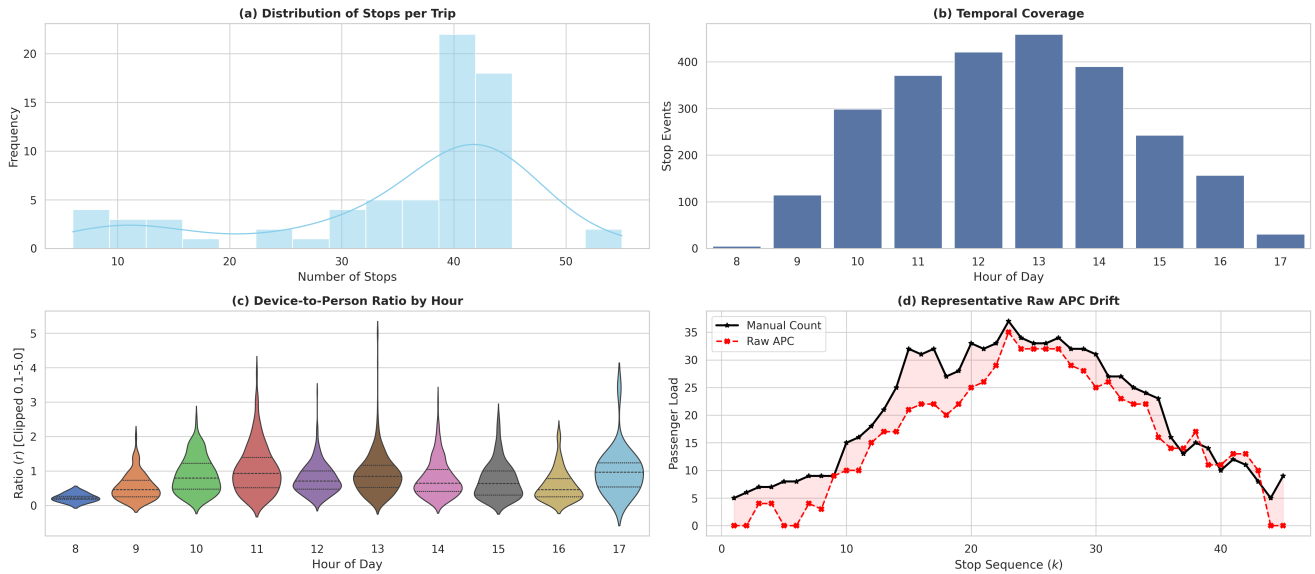 (a) Distribution of Stops per Trip
Frequency
20
15
10
5
0
10 20 30 40 50
Number of Stops
(b) Temporal Coverage
Stop Events
400
300
200
100
0
8 9 10 11 12 13 14 15 16 17
Hour of Day
(c) Device-to-Person Ratio by Hour
Ratio (r) [Clipped 0.1-5.0]
5
4
3
2
1
0
8 9 10 11 12 13 14 15 16 17
Hour of Day
(d) Representative Raw APC Drift
Manual Count
Raw APC
Passenger Load
35
30
25
20
15
10
5
0
0 10 20 30 40
Stop Sequence (k)